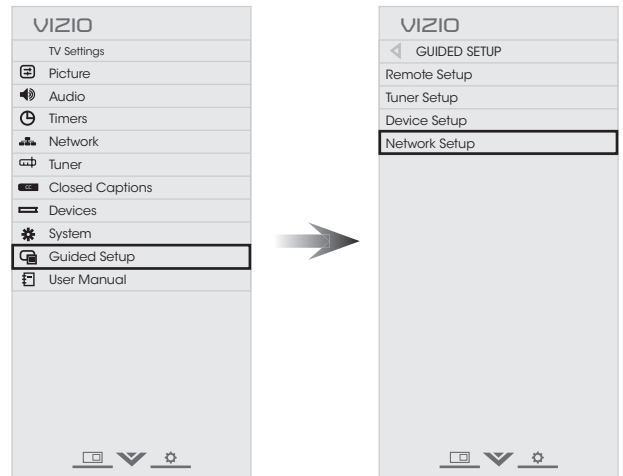 VIZIO
TV Settings
Picture
Audio
Timers
Network
Tuner
CC Closed Captions
Devices
System
Guided Setup
User Manual
VIZIO
GUIDED SETUP
Remote Setup
Tuner Setup
Device Setup
Network Setup